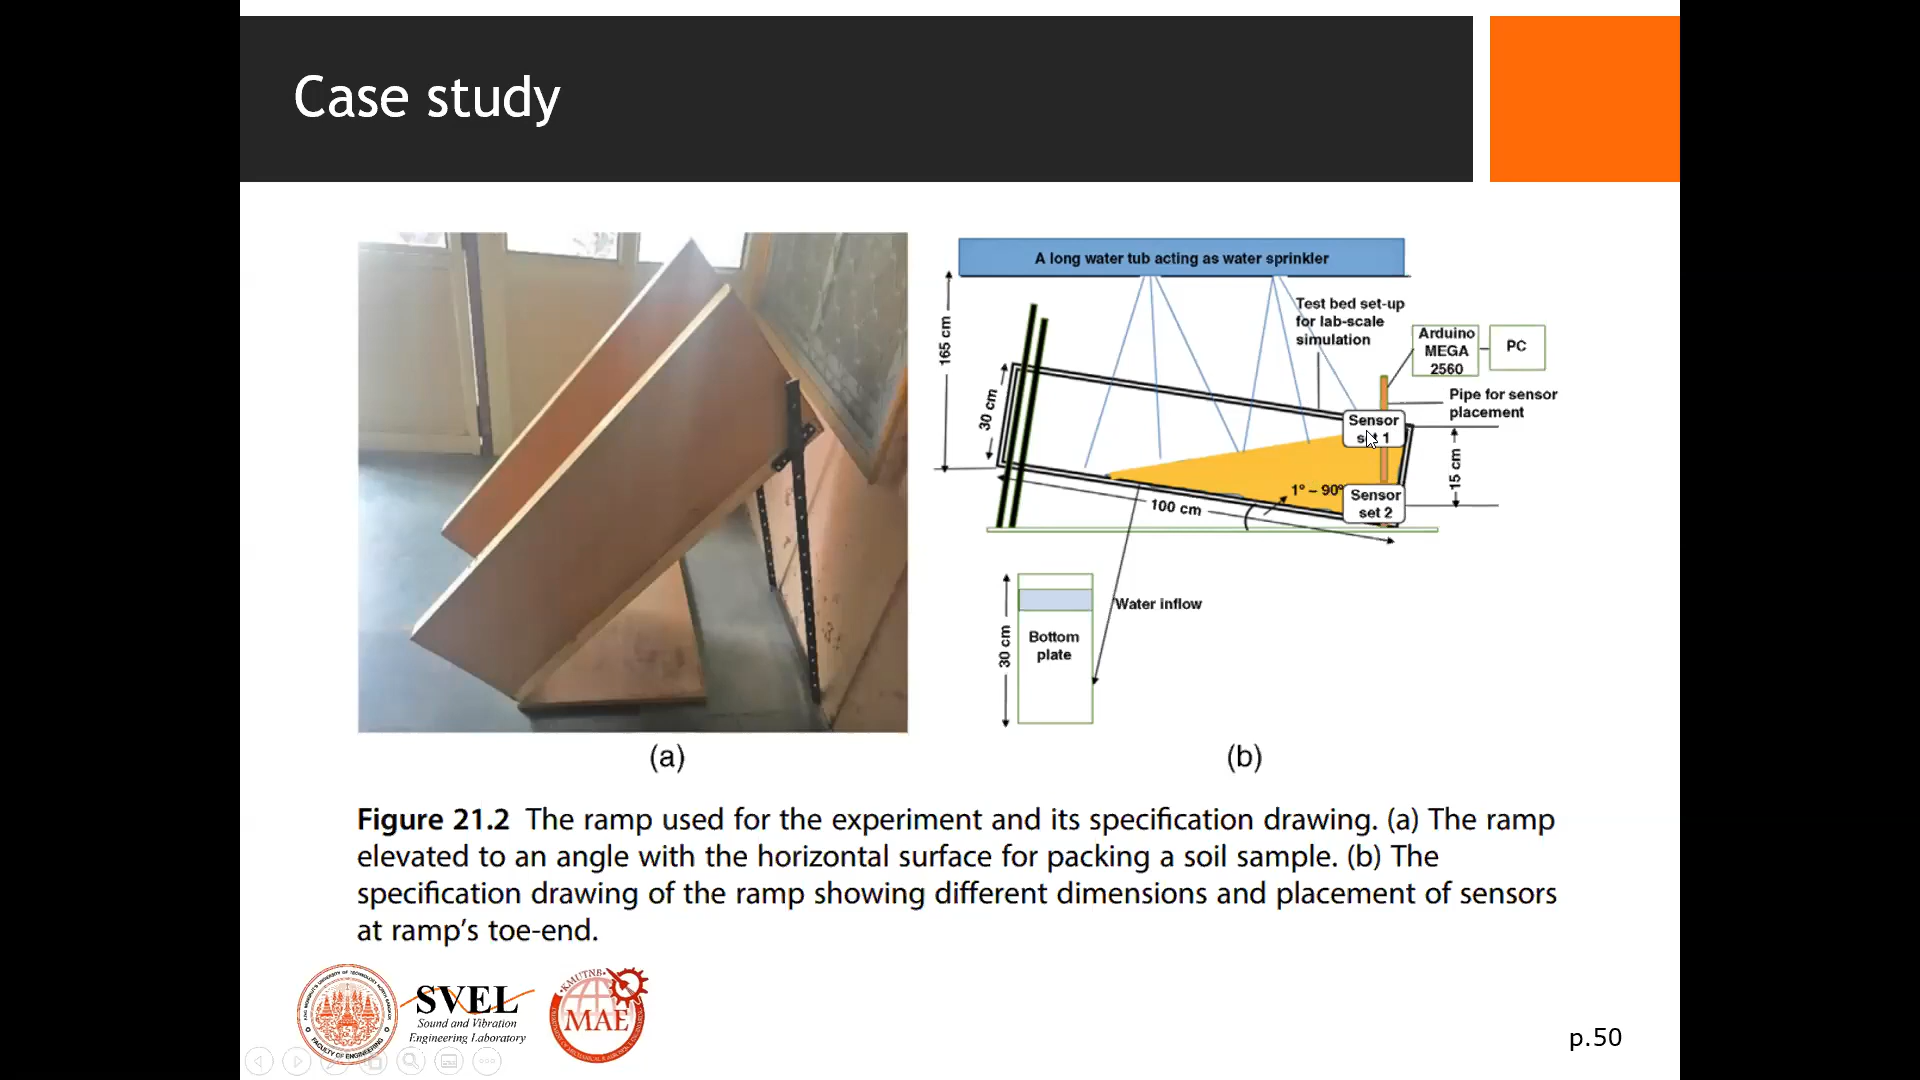 Case study
A long water tub acting as water sprinkler
165 cm
30 cm
Test bed set-up
for lab-scale
simulation
Arduino
MEGA
2560
PC
Pipe for sensor
placement
Sensor
set 1
15 cm
1° – 90°
Sensor
set 2
100 cm
30 cm
Water inflow
Bottom
plate
(a)
(b)
Figure 21.2 The ramp used for the experiment and its specification drawing. (a) The ramp
elevated to an angle with the horizontal surface for packing a soil sample. (b) The
specification drawing of the ramp showing different dimensions and placement of sensors
at ramp's toe-end.
FACULTY OF ENGINEERING
SVEL
Sound and Vibration
Engineering Laboratory
KMUTNB
MAE
p.50